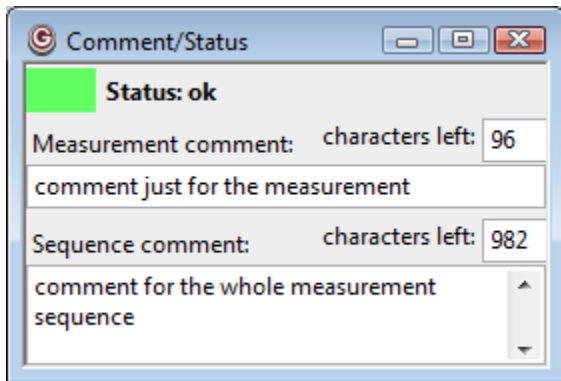 Comment/Status
Status: ok
Measurement comment: characters left: 96
comment just for the measurement
Sequence comment: characters left: 982
comment for the whole measurement
sequence